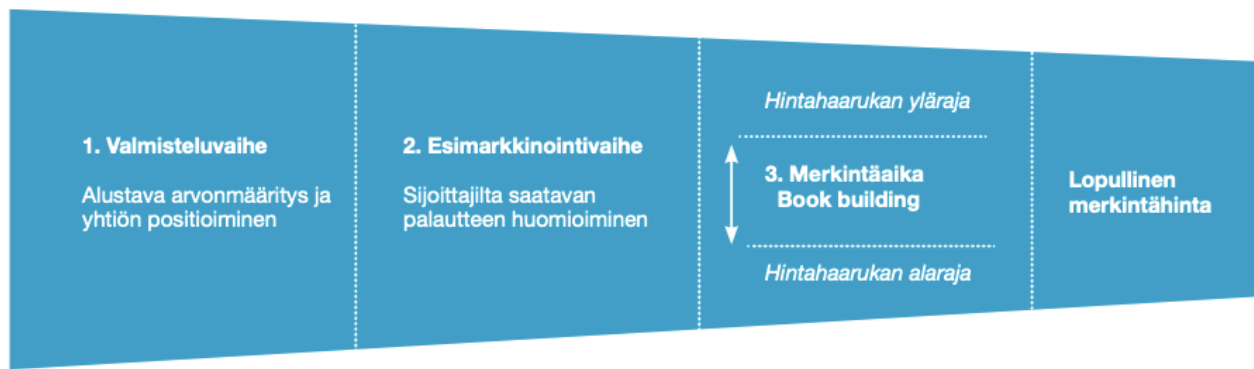 1. Valmisteluvaihe
Alustava arvonmääritys ja
yhtiön positioiminen
2. Esimarkkinointivaihe
Sijoittajilta saatavan
palautteen huomioiminen
Hintahaarukan yläraja
3. Merkintäaika
Book building
Hintahaarukan alaraja
Lopullinen
merkintähinta